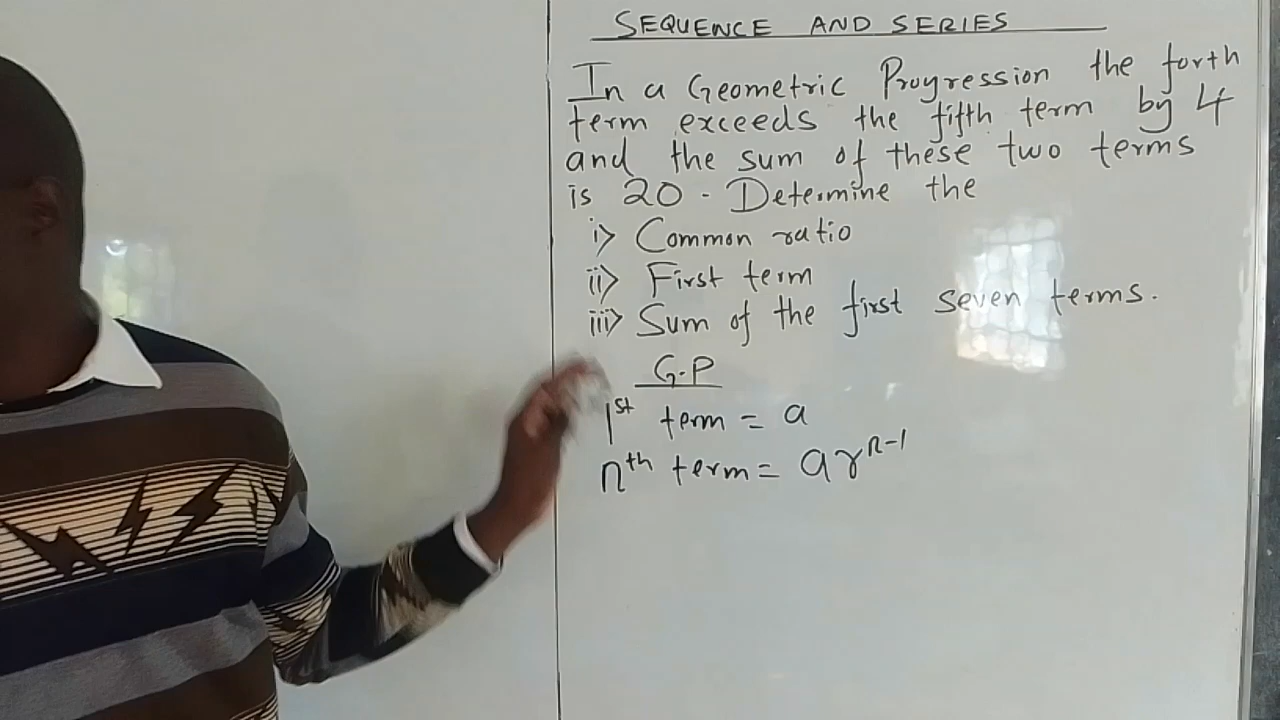 SEQUENCE AND SERIES
In a Geometric Progression the forth
term exceeds the fifth term by 4
and the sum of these two terms
is 20. Determine the
i) Common ratio
ii) First term
iii) Sum of the first seven terms.
G.P
1st term = a
nth term = ar^n-1